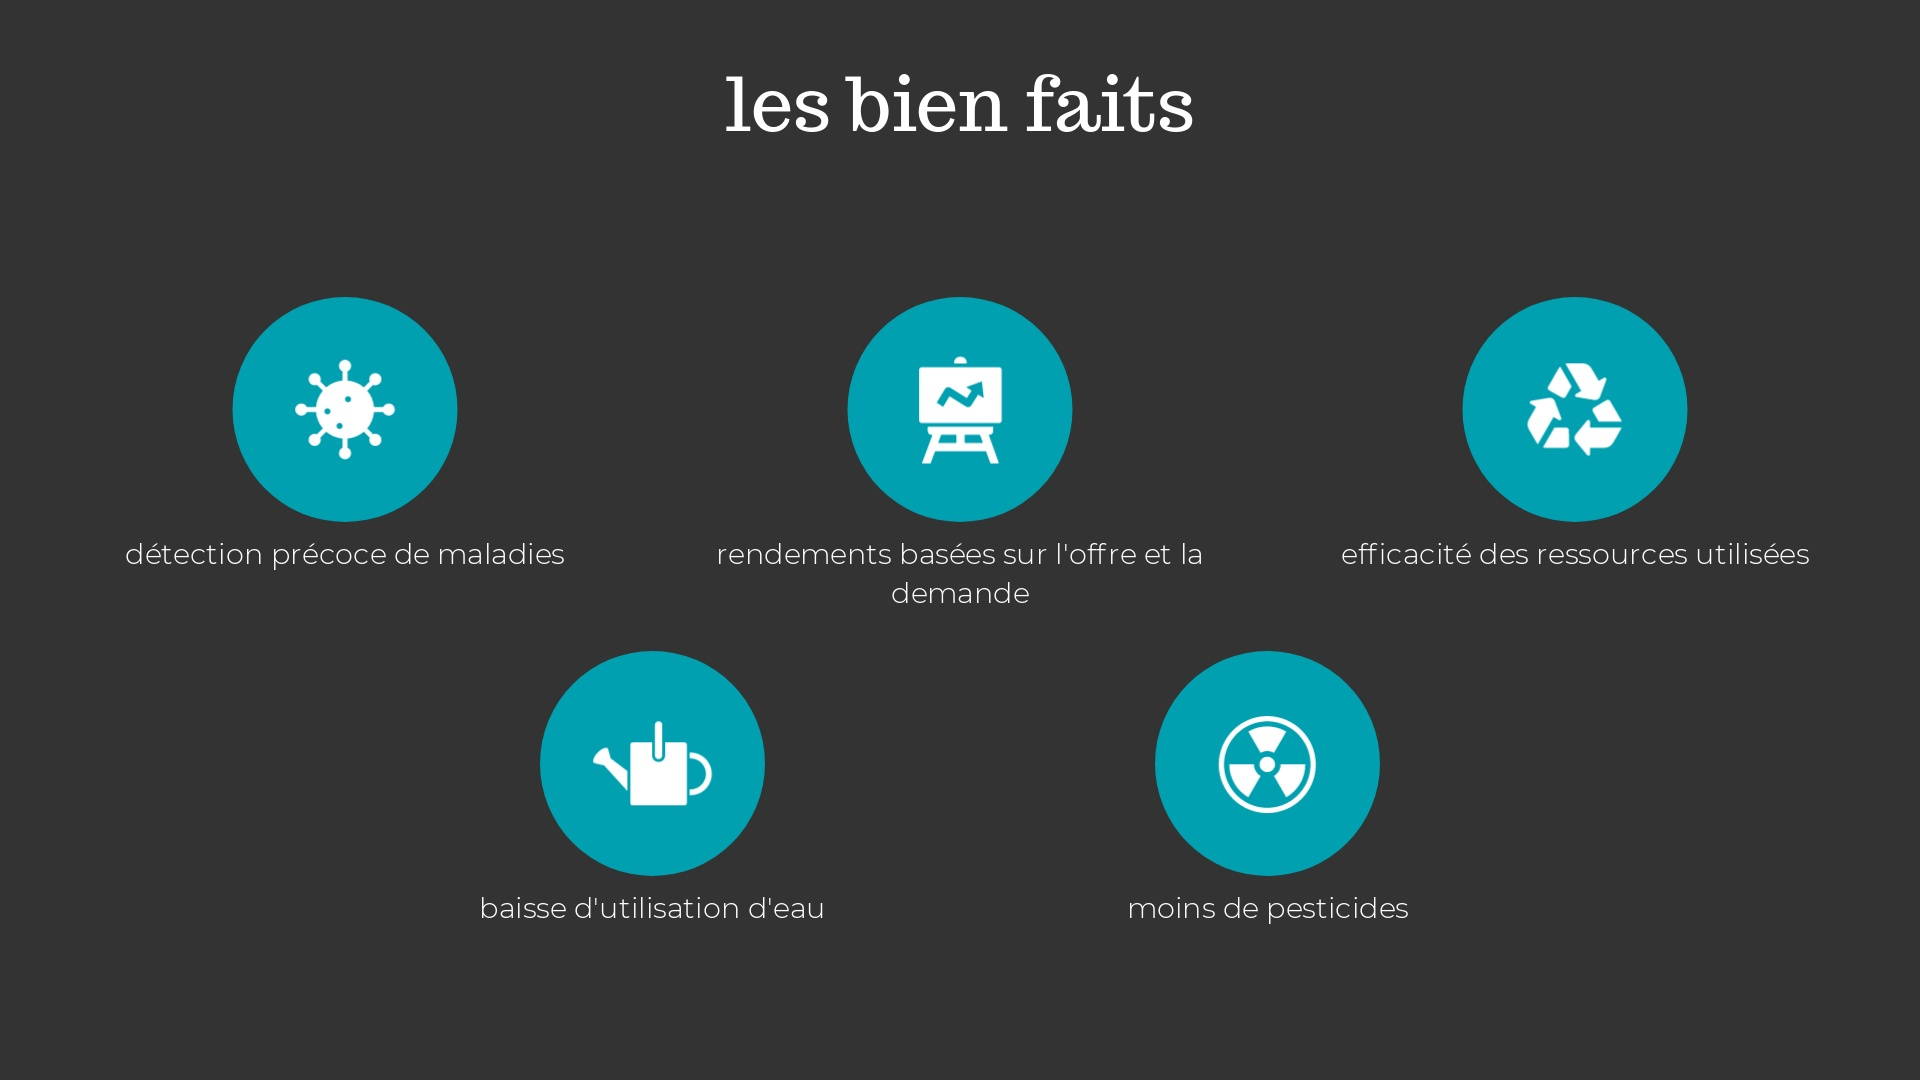 les bien faits
détection précoce de maladies
rendements basées sur l'offre et la
demande
efficacité des ressources utilisées
baisse d'utilisation d'eau
moins de pesticides